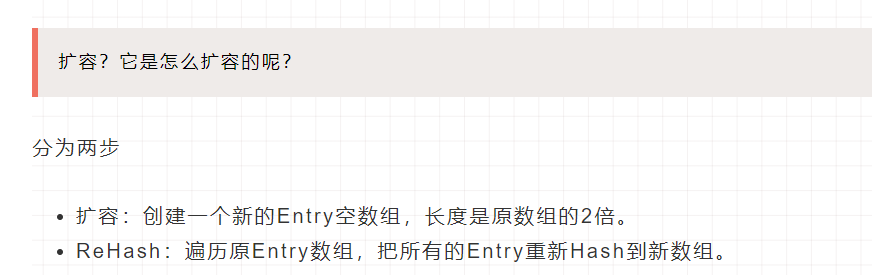 扩容？它是怎么扩容的呢？
分为两步
• 扩容：创建一个新的Entry空数组，长度是原数组的2倍。
• ReHash：遍历原Entry数组，把所有的Entry重新Hash到新数组。